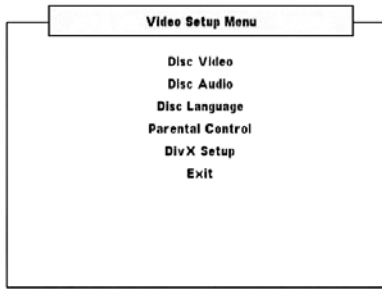 Video Setup Menu
Disc Video
Disc Audio
Disc Language
Parental Control
DivX Setup
Exit